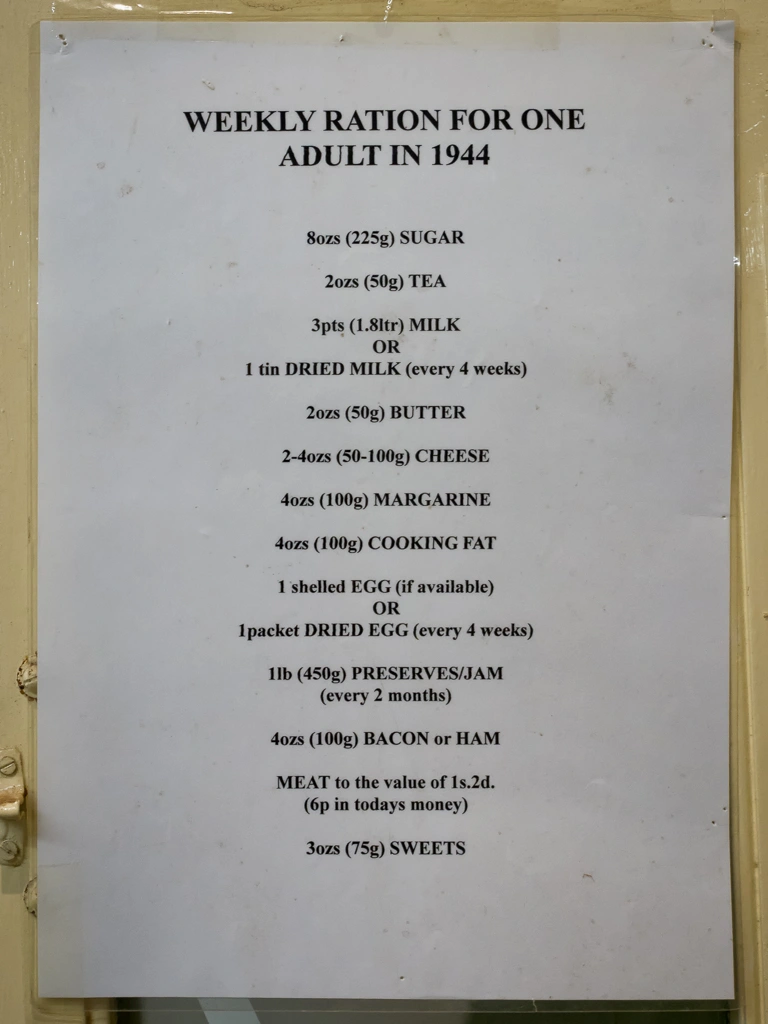 WEEKLY RATION FOR ONE
ADULT IN 1944
8ozs (225g) SUGAR
2ozs (50g) TEA
3pts (1.8ltr) MILK
OR
1 tin DRIED MILK (every 4 weeks)
2ozs (50g) BUTTER
2-4ozs (50-100g) CHEESE
4ozs (100g) MARGARINE
4ozs (100g) COOKING FAT
1 shelled EGG (if available)
OR
1packet DRIED EGG (every 4 weeks)
1lb (450g) PRESERVES/JAM
(every 2 months)
4ozs (100g) BACON or HAM
MEAT to the value of 1s.2d.
(6p in todays money)
3ozs (75g) SWEETS